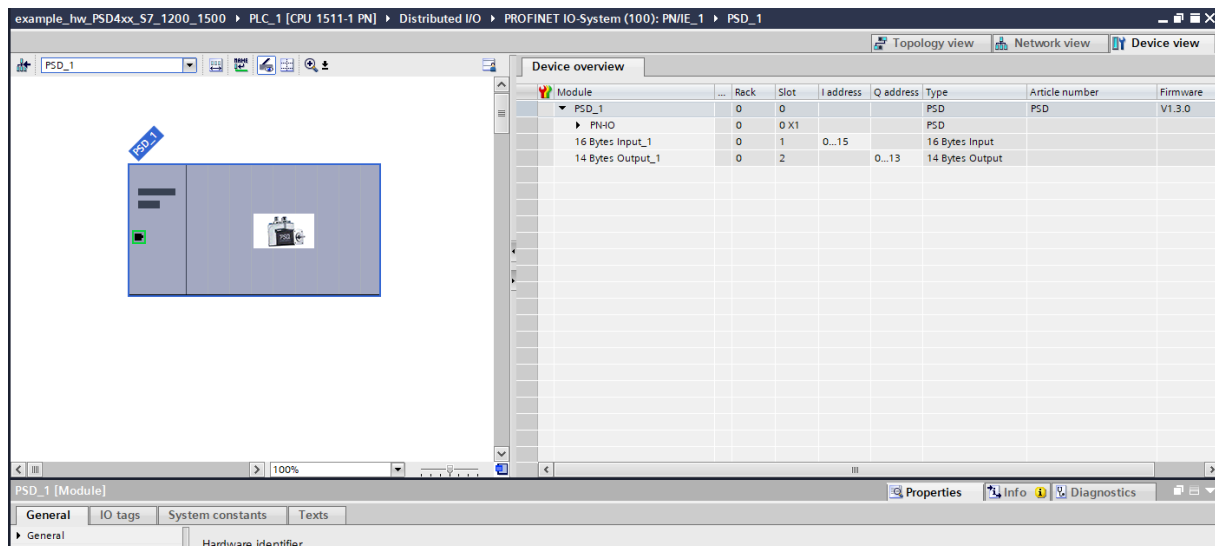 example_hw_PSD4xx_S7_1200_1500 ▸ PLC_1 [CPU 1511-1 PN] ▸ Distributed I/O ▸ PROFINET IO-System (100): PN/IE_1 ▸ PSD_1
Topology view Network view Device view
PSD_1
Device overview
Module ... Rack Slot I address Q address Type Article number Firmware
PSD_1 0 0 PSD PSD V1.3.0
PN-IO 0 0 X1 PSD
16 Bytes Input_1 0 1 0...15 16 Bytes Input
14 Bytes Output_1 0 2 0...13 14 Bytes Output
PSD_1
PSD
100%
PSD_1 [Module]
Properties Info Diagnostics
General IO tags System constants Texts
General
Hardware identifier